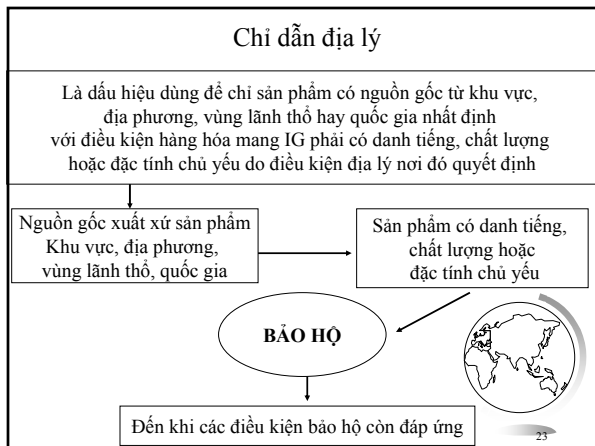 Chỉ dẫn địa lý
Là dấu hiệu dùng để chỉ sản phẩm có nguồn gốc từ khu vực,
địa phương, vùng lãnh thổ hay quốc gia nhất định
với điều kiện hàng hóa mang IG phải có danh tiếng, chất lượng
hoặc đặc tính chủ yếu do điều kiện địa lý nơi đó quyết định
Nguồn gốc xuất xứ sản phẩm
Khu vực, địa phương,
vùng lãnh thổ, quốc gia
Sản phẩm có danh tiếng,
chất lượng hoặc
đặc tính chủ yếu
BẢO HỘ
Đến khi các điều kiện bảo hộ còn đáp ứng
23